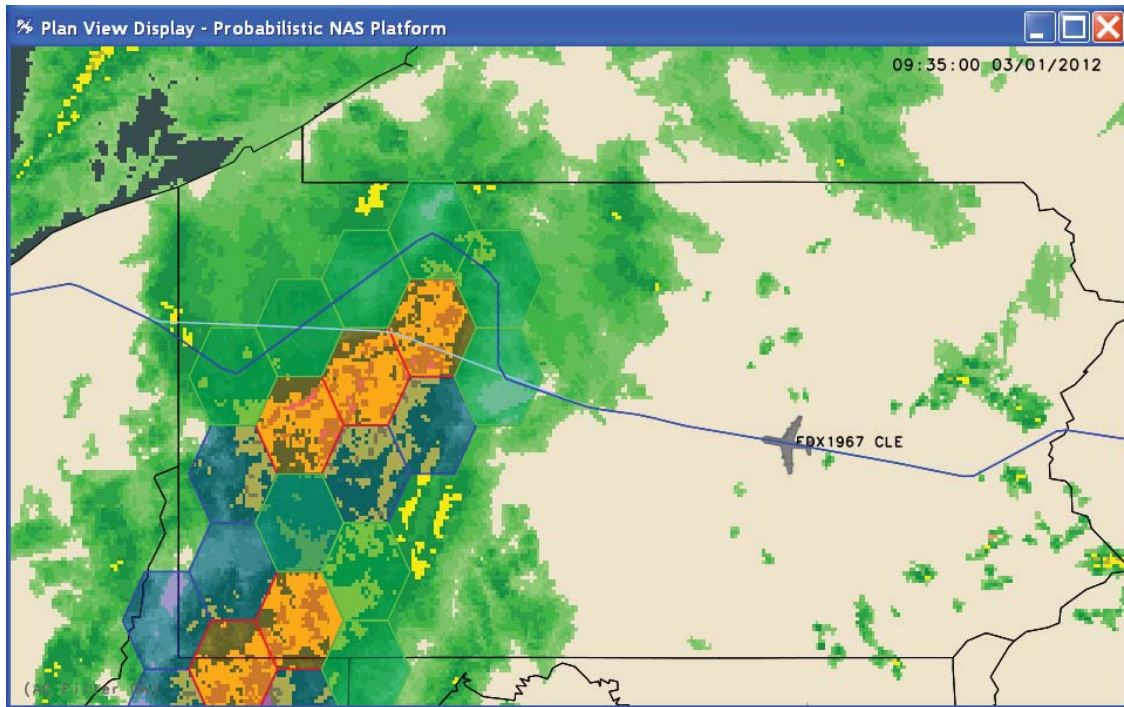 Plan View Display - Probabilistic NAS Platform
09:35:00 03/01/2012
FDX1967 CLE